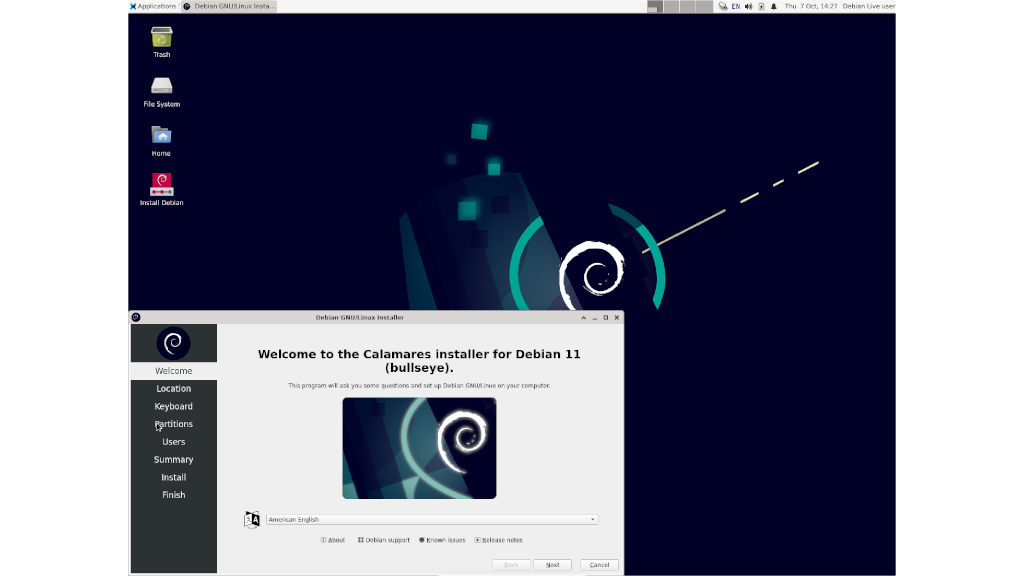 Applications
Debian GNU/Linux Insta...
EN
Thu 7 Oct, 14:27
Debian Live user
Trash
File System
Home
Install Debian
Debian GNU/Linux Installer
Welcome
Location
Keyboard
Partitions
Users
Summary
Install
Finish
Welcome to the Calamares installer for Debian 11
(bullseye).
This program will ask you some questions and set up Debian GNU/Linux on your computer.
A
American English
About
Debian support
Known issues
Release notes
Back
Next
Cancel